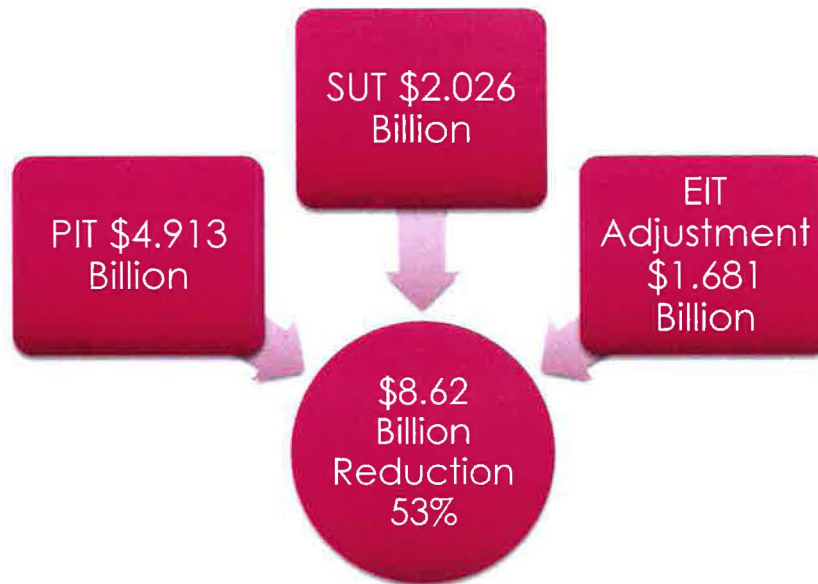 SUT $2.026
Billion
PIT $4.913
Billion
EIT
Adjustment
$1.681
Billion
$8.62
Billion
Reduction
53%